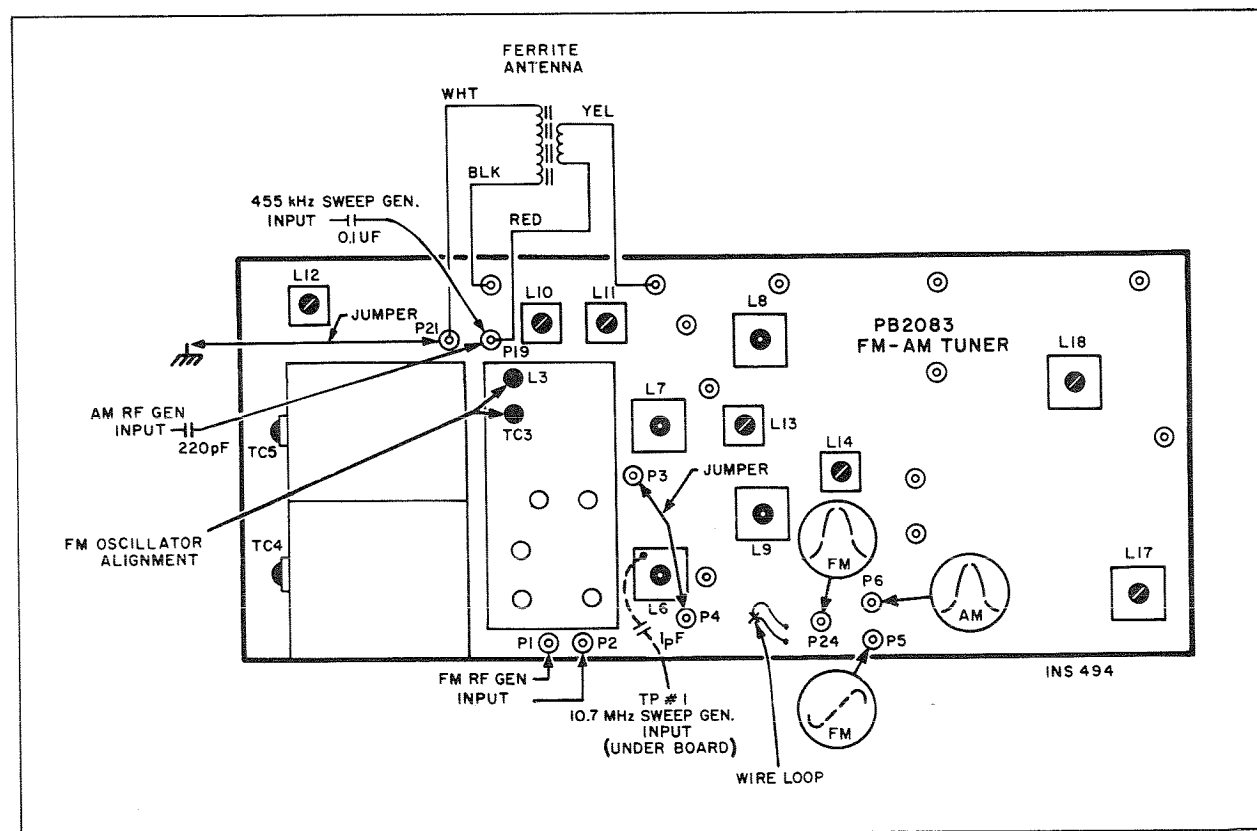 FERRITE
ANTENNA
WHT
YEL
BLK
455 kHz SWEEP GEN.
INPUT
0.1UF
RED
L12
L10
L11
L8
JUMPER
P21
P19
PB2083
FM-AM TUNER
L18
L3
AM RF GEN
INPUT
220pF
TC5
TC3
L7
L13
L14
P3
JUMPER
FM OSCILLATOR
ALIGNMENT
TC4
L9
FM
P6
AM
L17
L6
P4
1pF
P24
P5
P1
P2
FM RF GEN
INPUT
INS 494
TP #1
10.7 MHz SWEEP GEN.
INPUT
(UNDER BOARD)
FM
WIRE LOOP